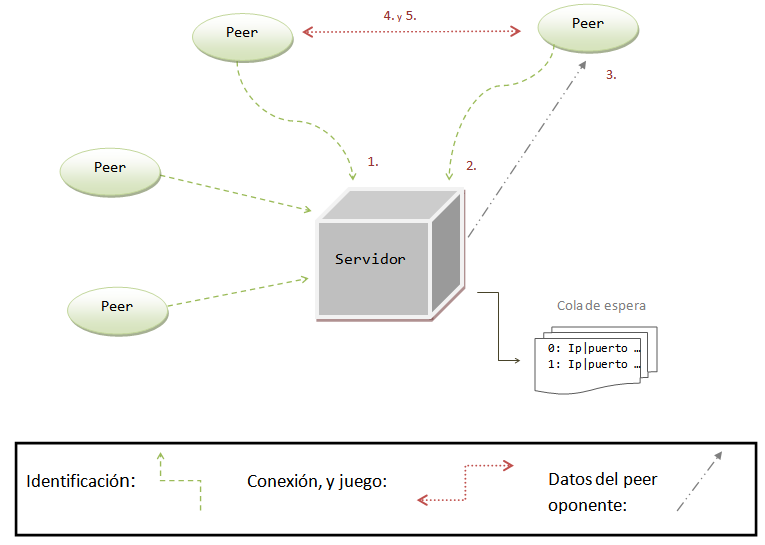 4. y 5.
Peer
Peer
3.
1.
2.
Peer
Servidor
Peer
Cola de espera
0: Ip|puerto …
1: Ip|puerto …
Identificación:
Conexión, y juego:
Datos del peer
oponente: